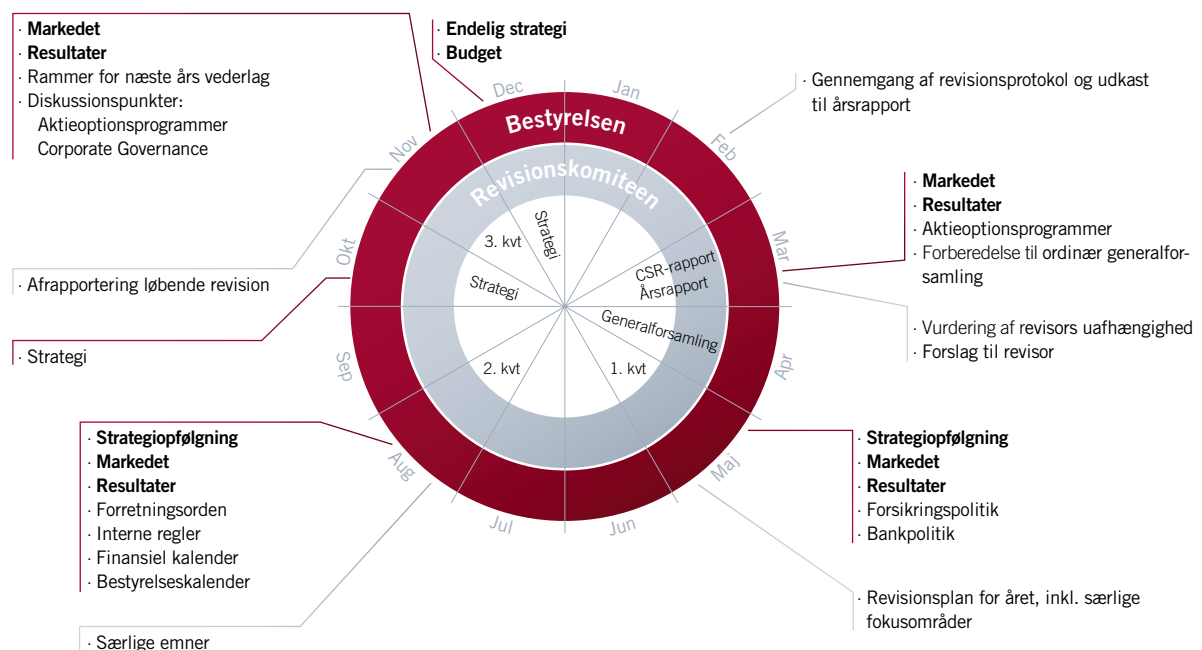 · Markedet
· Resultater
· Rammer for næste års vederlag
· Diskussionspunkter:
Aktieoptionsprogrammer
Corporate Governance
· Endelig strategi
· Budget
· Gennemgang af revisionsprotokol og udkast
til årsrapport
· Markedet
· Resultater
· Aktieoptionsprogrammer
· Forberedelse til ordinær generalfor-
samling
· Vurdering af revisors uafhængighed
· Forslag til revisor
· Strategiopfølgning
· Markedet
· Resultater
· Forsikringspolitik
· Bankpolitik
· Revisionsplan for året, inkl. særlige
fokusområder
· Afrapportering løbende revision
· Strategi
· Strategiopfølgning
· Markedet
· Resultater
· Forretningsorden
· Interne regler
· Finansiel kalender
· Bestyrelseskalender
· Særlige emner
Jan
Feb
Mar
Apr
Maj
Jun
Jul
Aug
Sep
Okt
Nov
Dec
Bestyrelsen
Revisionskomiteen
Strategi
3. kvt
Strategi
2. kvt
CSR-rapport
Årsrapport
Generalforsamling
1. kvt